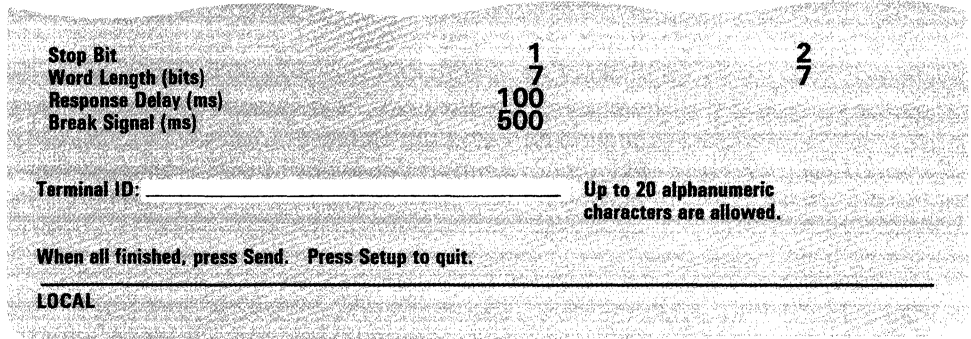 Stop Bit 1 2
Word Length (bits) 7 7
Response Delay (ms) 100
Break Signal (ms) 500
Terminal ID: Up to 20 alphanumeric
characters are allowed.
When all finished, press Send. Press Setup to quit.
LOCAL